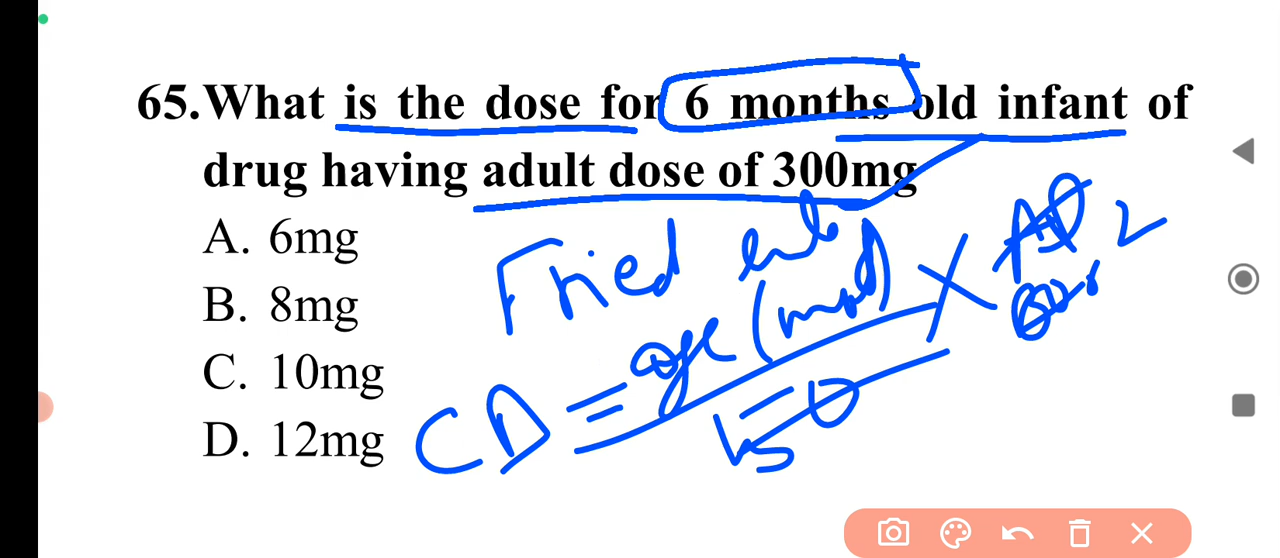 65. What is the dose for 6 months old infant of
drug having adult dose of 300mg
A. 6mg
B. 8mg
C. 10mg
D. 12mg
Fried
CD = age ( ) X AD
150